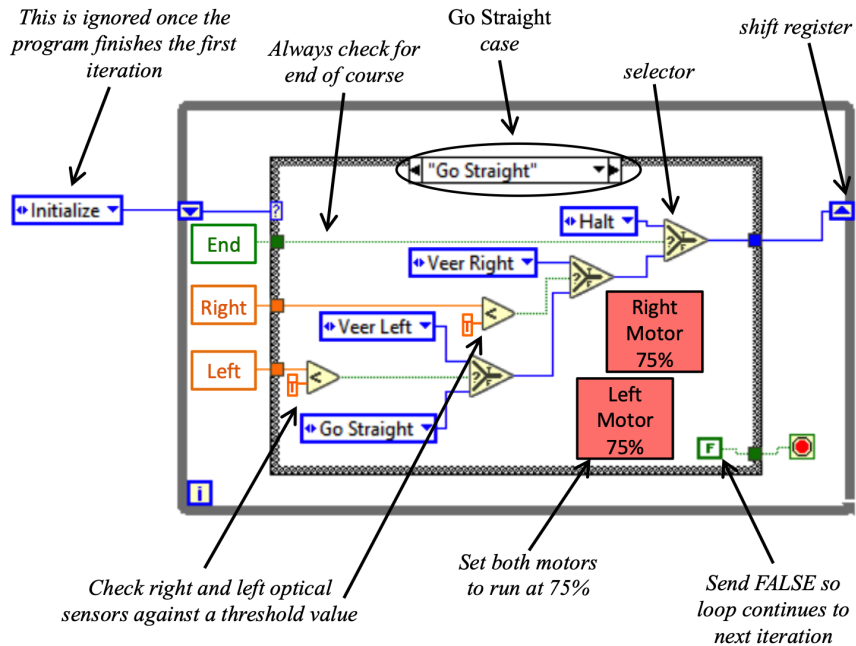 This is ignored once the
program finishes the first
iteration
Always check for
end of course
Go Straight
case
selector
shift register
"Go Straight"
Initialize
?
End
Halt
? T F
Veer Right
? T F
Right
<
T
Veer Left
Right
Motor
75%
Left
<
T
? T F
Left
Motor
75%
Go Straight
F
i
Check right and left optical
sensors against a threshold value
Set both motors
to run at 75%
Send FALSE so
loop continues to
next iteration